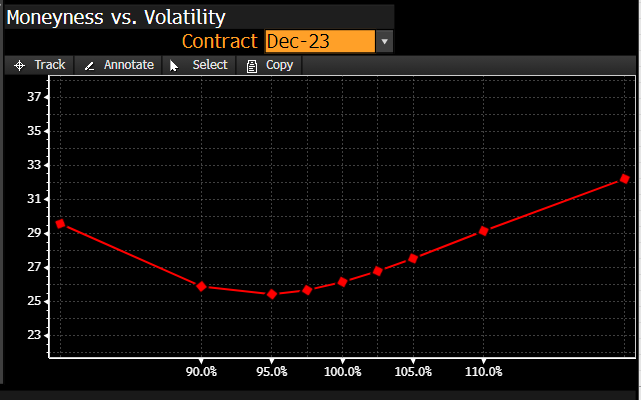 Moneyness vs. Volatility
Contract Dec-23
Track Annotate Select Copy
37
35
33
31
29
27
25
23
90.0% 95.0% 100.0% 105.0% 110.0%